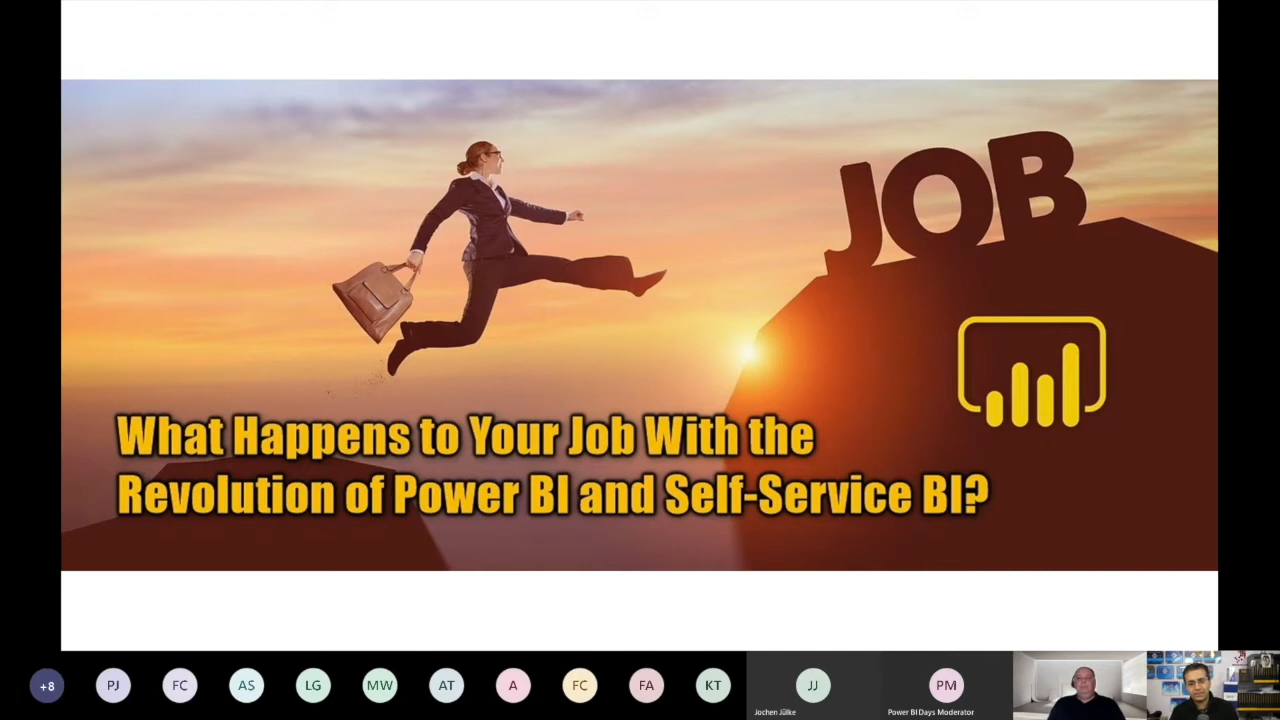 JOB
What Happens to Your Job With the
Revolution of Power BI and Self-Service BI?
+8
PJ
FC
AS
LG
MW
AT
A
FC
FA
KT
JJ
PM
Jochen Jülke
Power BI Days Moderator